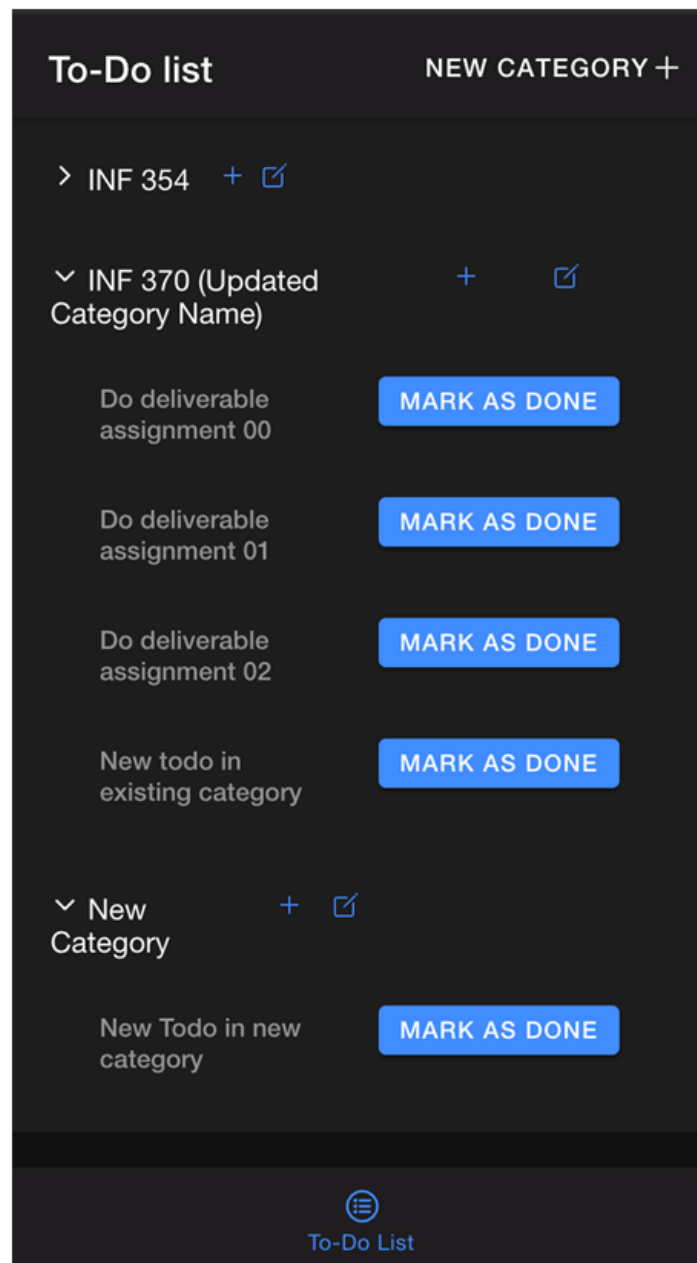 To-Do list
NEW CATEGORY
INF 354
INF 370 (Updated
Category Name)
Do deliverable
assignment 00
MARK AS DONE
Do deliverable
assignment 01
MARK AS DONE
Do deliverable
assignment 02
MARK AS DONE
New todo in
existing category
MARK AS DONE
New
Category
New Todo in new
category
MARK AS DONE
To-Do List